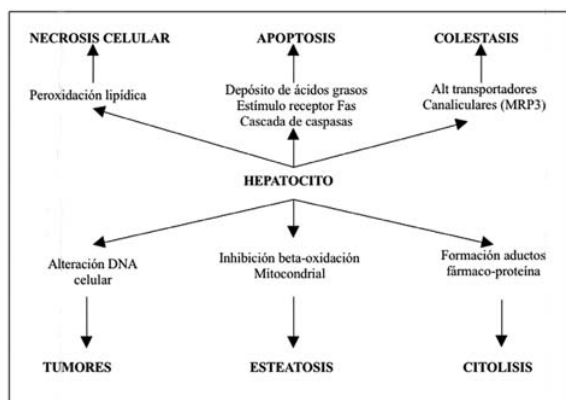 NECROSIS CELULAR
APOPTOSIS
COLESTASIS
Peroxidación lipídica
Depósito de ácidos grasos
Estímulo receptor Fas
Cascada de caspasas
Alt transportadores
Canaliculares (MRP3)
HEPATOCITO
Alteración DNA
celular
Inhibición beta-oxidación
Mitocondrial
Formación aductos
fármaco-proteína
TUMORES
ESTEATOSIS
CITOLISIS